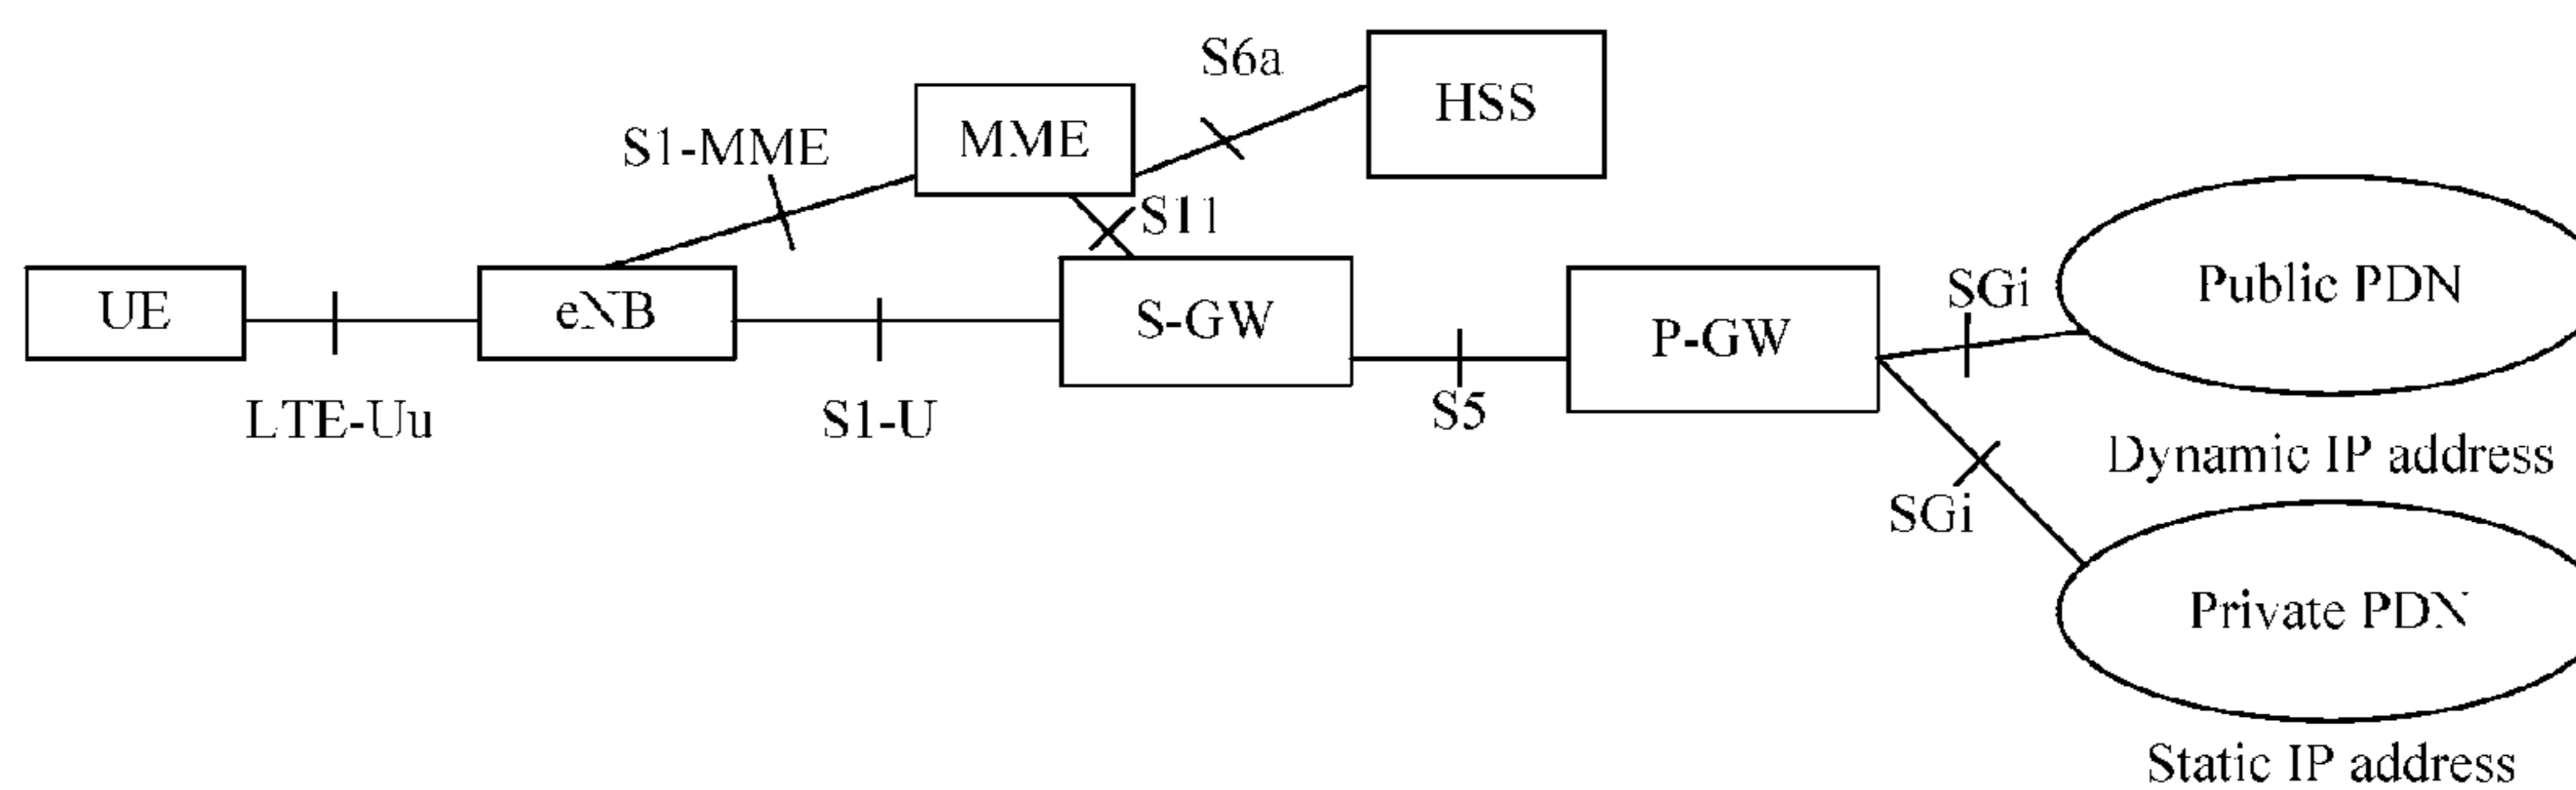 S6a
HSS
MME
S1-MME
S11
UE
eNB
S-GW
P-GW
SGi
Public PDN
LTE-Uu
S1-U
S5
Dynamic IP address
SGi
Private PDN
Static IP address